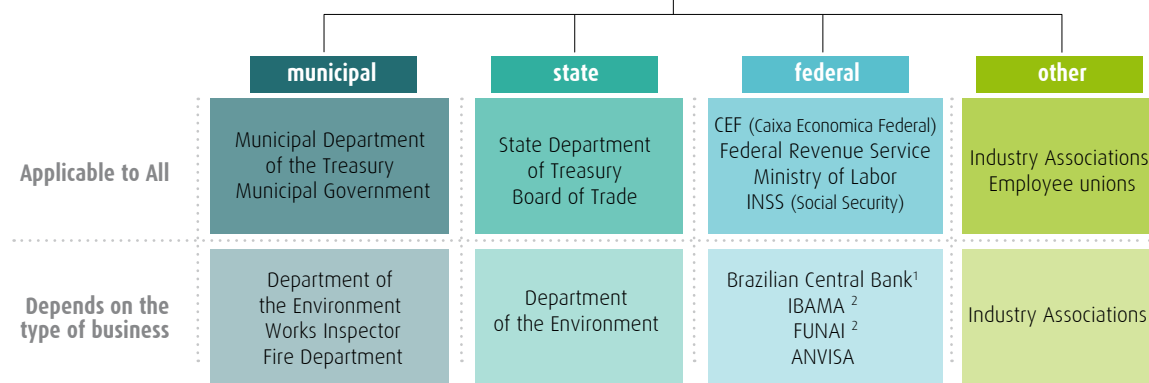 municipal
state
federal
other
Applicable to All
Municipal Department
of the Treasury
Municipal Government
State Department
of Treasury
Board of Trade
CEF (Caixa Economica Federal)
Federal Revenue Service
Ministry of Labor
INSS (Social Security)
Industry Associations
Employee unions
Depends on the
type of business
Department of
the Environment
Works Inspector
Fire Department
Department
of the Environment
Brazilian Central Bank¹
IBAMA ²
FUNAI ²
ANVISA
Industry Associations